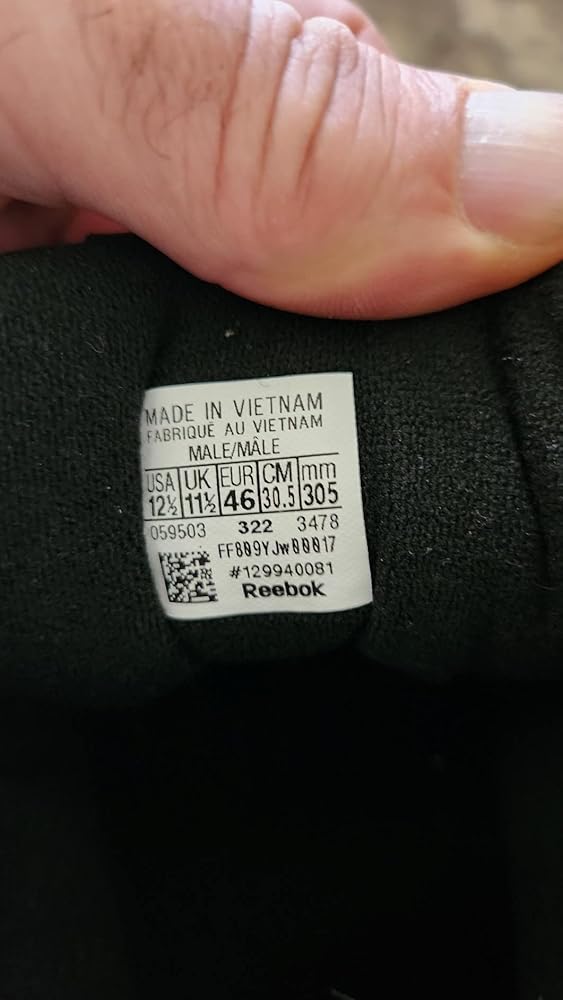 MADE IN VIETNAM
FABRIQUÉ AU VIETNAM
MALE/MÂLE
USA UK EUR CM mm
12½ 11½ 46 30.5 305
059503 322 3478
FF809YJw00017
#129940081
Reebok